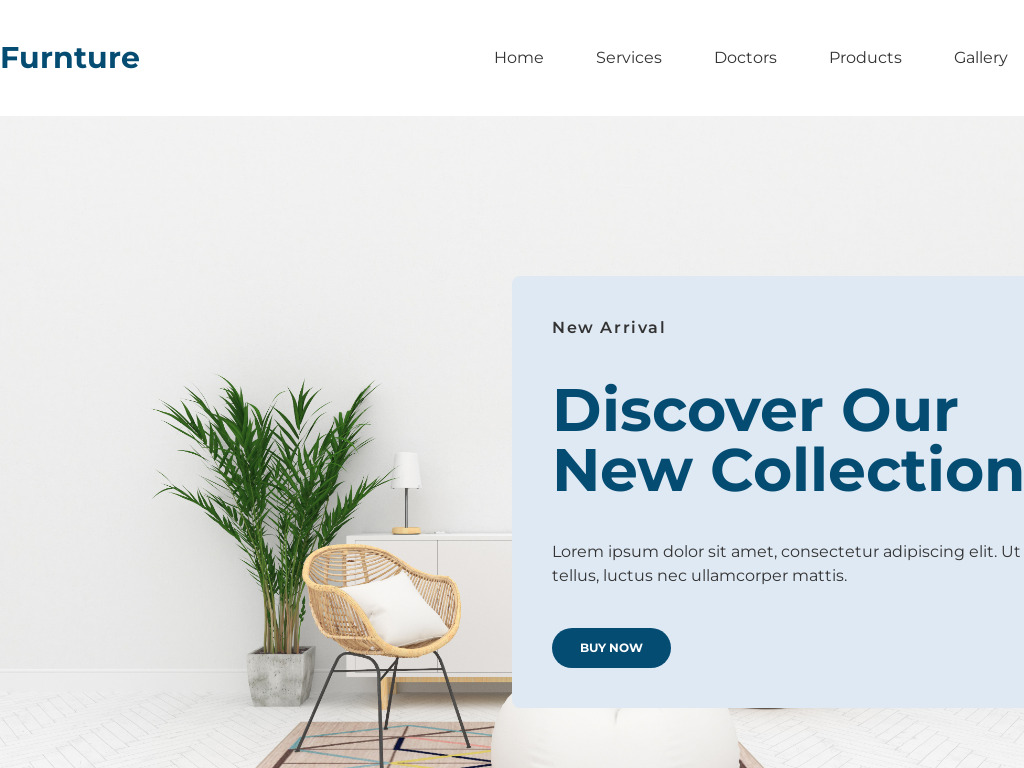 Furnture
Home Services Doctors Products Gallery
New Arrival
Discover Our
New Collection
Lorem ipsum dolor sit amet, consectetur adipiscing elit. Ut
tellus, luctus nec ullamcorper mattis.
BUY NOW